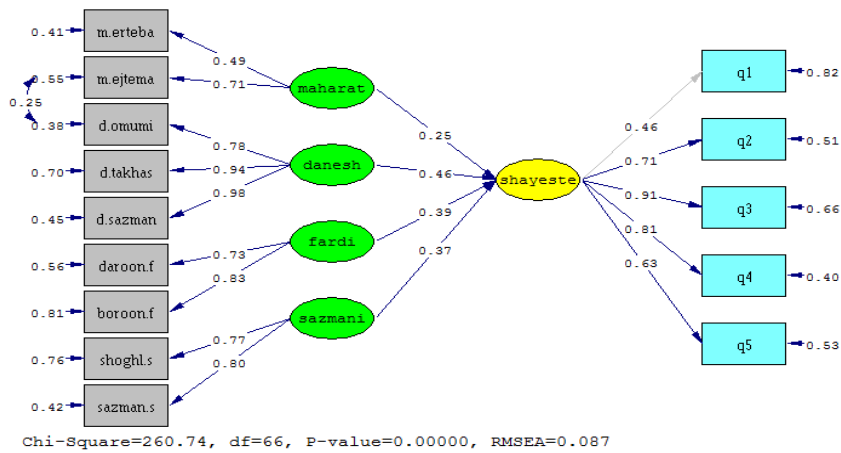 0.41 m.erteba
0.49
0.55 m.ejtema
0.71
0.25
0.38 d.omumi
0.78
0.70 d.takhas
0.94
0.45 d.sazman
0.98
0.56 daroon.f
0.73
0.81 boroon.f
0.83
0.76 shoghl.s
0.77
0.42 sazman.s
0.80
maharat
danesh
fardi
sazmani
0.25
0.46
0.39
0.37
shayeste
0.46
0.71
0.91
0.81
0.63
q1 0.82
q2 0.51
q3 0.66
q4 0.40
q5 0.53
Chi-Square=260.74, df=66, P-value=0.00000, RMSEA=0.087